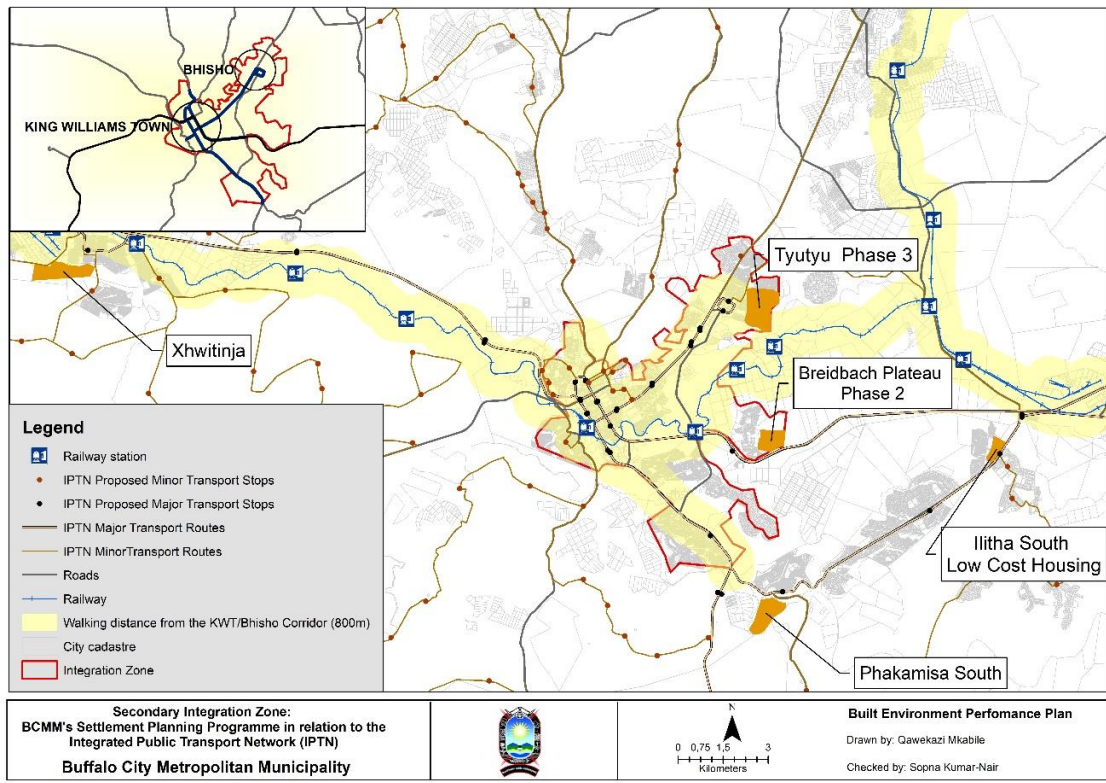 BHISHO
KING WILLIAMS TOWN
Tyutyu Phase 3
Xhwitinja
Breidbach Plateau
Phase 2
Ilitha South
Low Cost Housing
Phakamisa South
Legend
Railway station
IPTN Proposed Minor Transport Stops
IPTN Proposed Major Transport Stops
IPTN Major Transport Routes
IPTN MinorTransport Routes
Roads
Railway
Walking distance from the KWT/Bhisho Corridor (800m)
City cadastre
Integration Zone
Secondary Integration Zone:
BCMM's Settlement Planning Programme in relation to the
Integrated Public Transport Network (IPTN)
Buffalo City Metropolitan Municipality
N
0 0,75 1,5 3
Kilometers
Built Environment Perfomance Plan
Drawn by: Qawekazi Mkabile
Checked by: Sopna Kumar-Nair